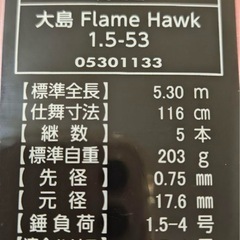 大島 Flame Hawk
1.5-53
05301133
【標準全長】 5.30 m
【仕舞寸法】 116 cm
【継数】 5 本
【標準自重】 203 g
【先径】 0.75 mm
【元径】 17.6 mm
【錘負荷】 1.5-4 号